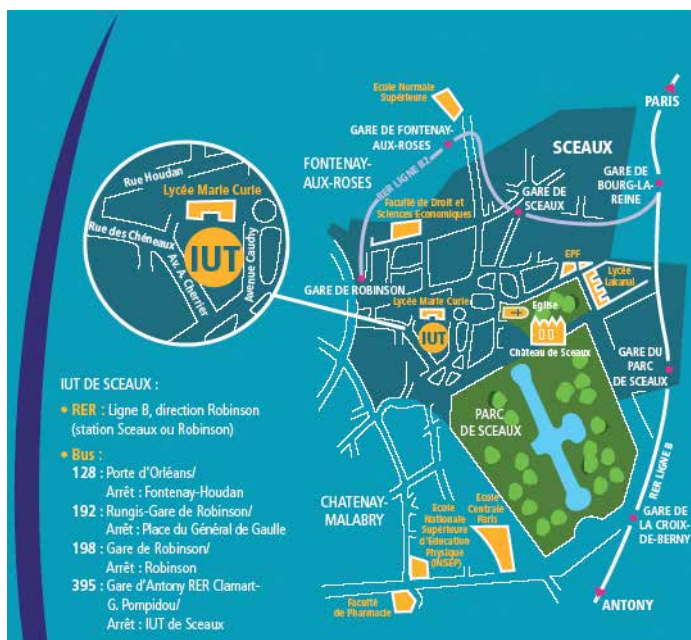 Ecole Normale
Supérieure
PARIS
GARE DE FONTENAY-
AUX-ROSES
SCEAUX
FONTENAY-
AUX-ROSES
RER LIGNE B2
GARE DE
BOURG-LA-
REINE
GARE DE
SCEAUX
Faculté de Droit et
Sciences Economiques
Rue Houdan
Lycée Marie Curie
Rue des Chéneaux
IUT
Av. A. Cherrier
Avenue Caudry
EPF
Lycée
Lakanal
GARE DE ROBINSON
Lycée Marie Curie
Eglise
IUT
Château de Sceaux
GARE DU
PARC
DE SCEAUX
PARC
DE SCEAUX
RER LIGNE B
IUT DE SCEAUX :
• RER : Ligne B, direction Robinson
(station Sceaux ou Robinson)
• Bus :
128 : Porte d'Orléans/
Arrêt : Fontenay-Houdan
192 : Rungis-Gare de Robinson/
Arrêt : Place du Général de Gaulle
198 : Gare de Robinson/
Arrêt : Robinson
395 : Gare d'Antony RER Clamart-
G. Pompidou/
Arrêt : IUT de Sceaux
CHATENAY-
MALABRY
Ecole
Nationale
Supérieure
d'Education
Physique
(INSEP)
Ecole
Centrale
Paris
GARE DE
LA CROIX-
DE-BERNY
Faculté
de Pharmacie
ANTONY